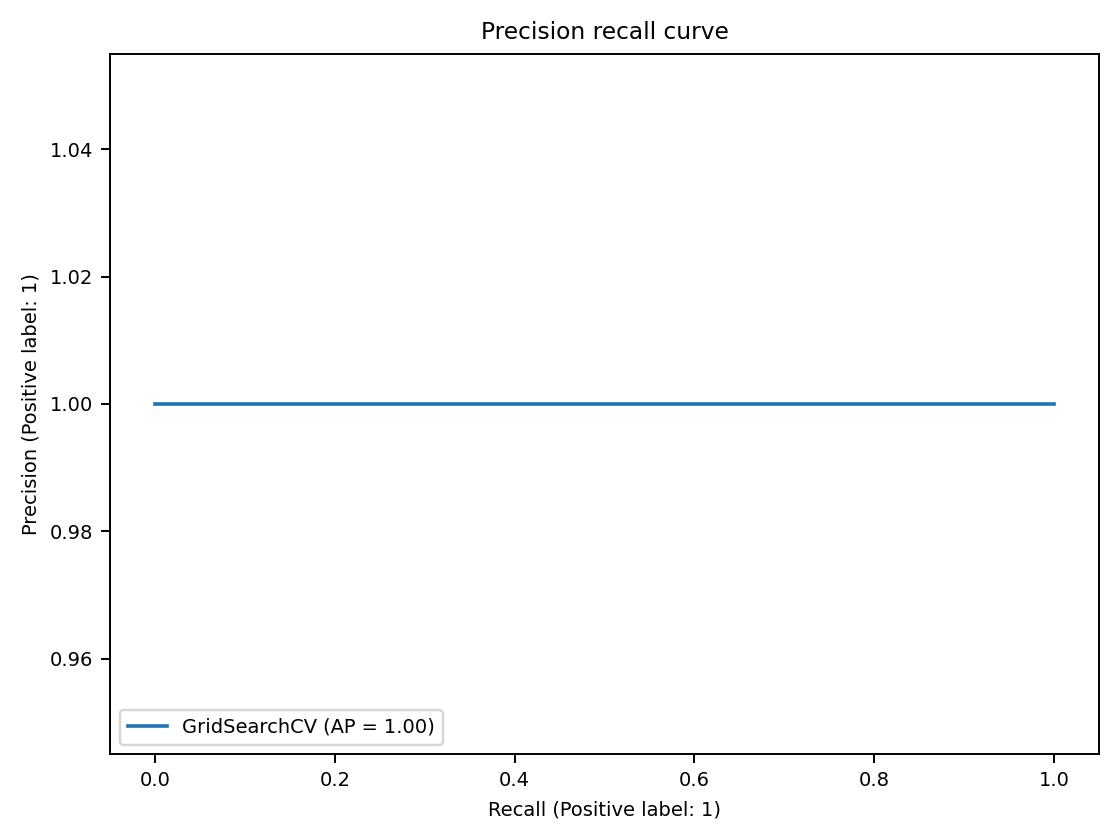 Precision recall curve
1.04
1.02
1.00
0.98
0.96
Precision (Positive label: 1)
GridSearchCV (AP = 1.00)
0.0 0.2 0.4 0.6 0.8 1.0
Recall (Positive label: 1)